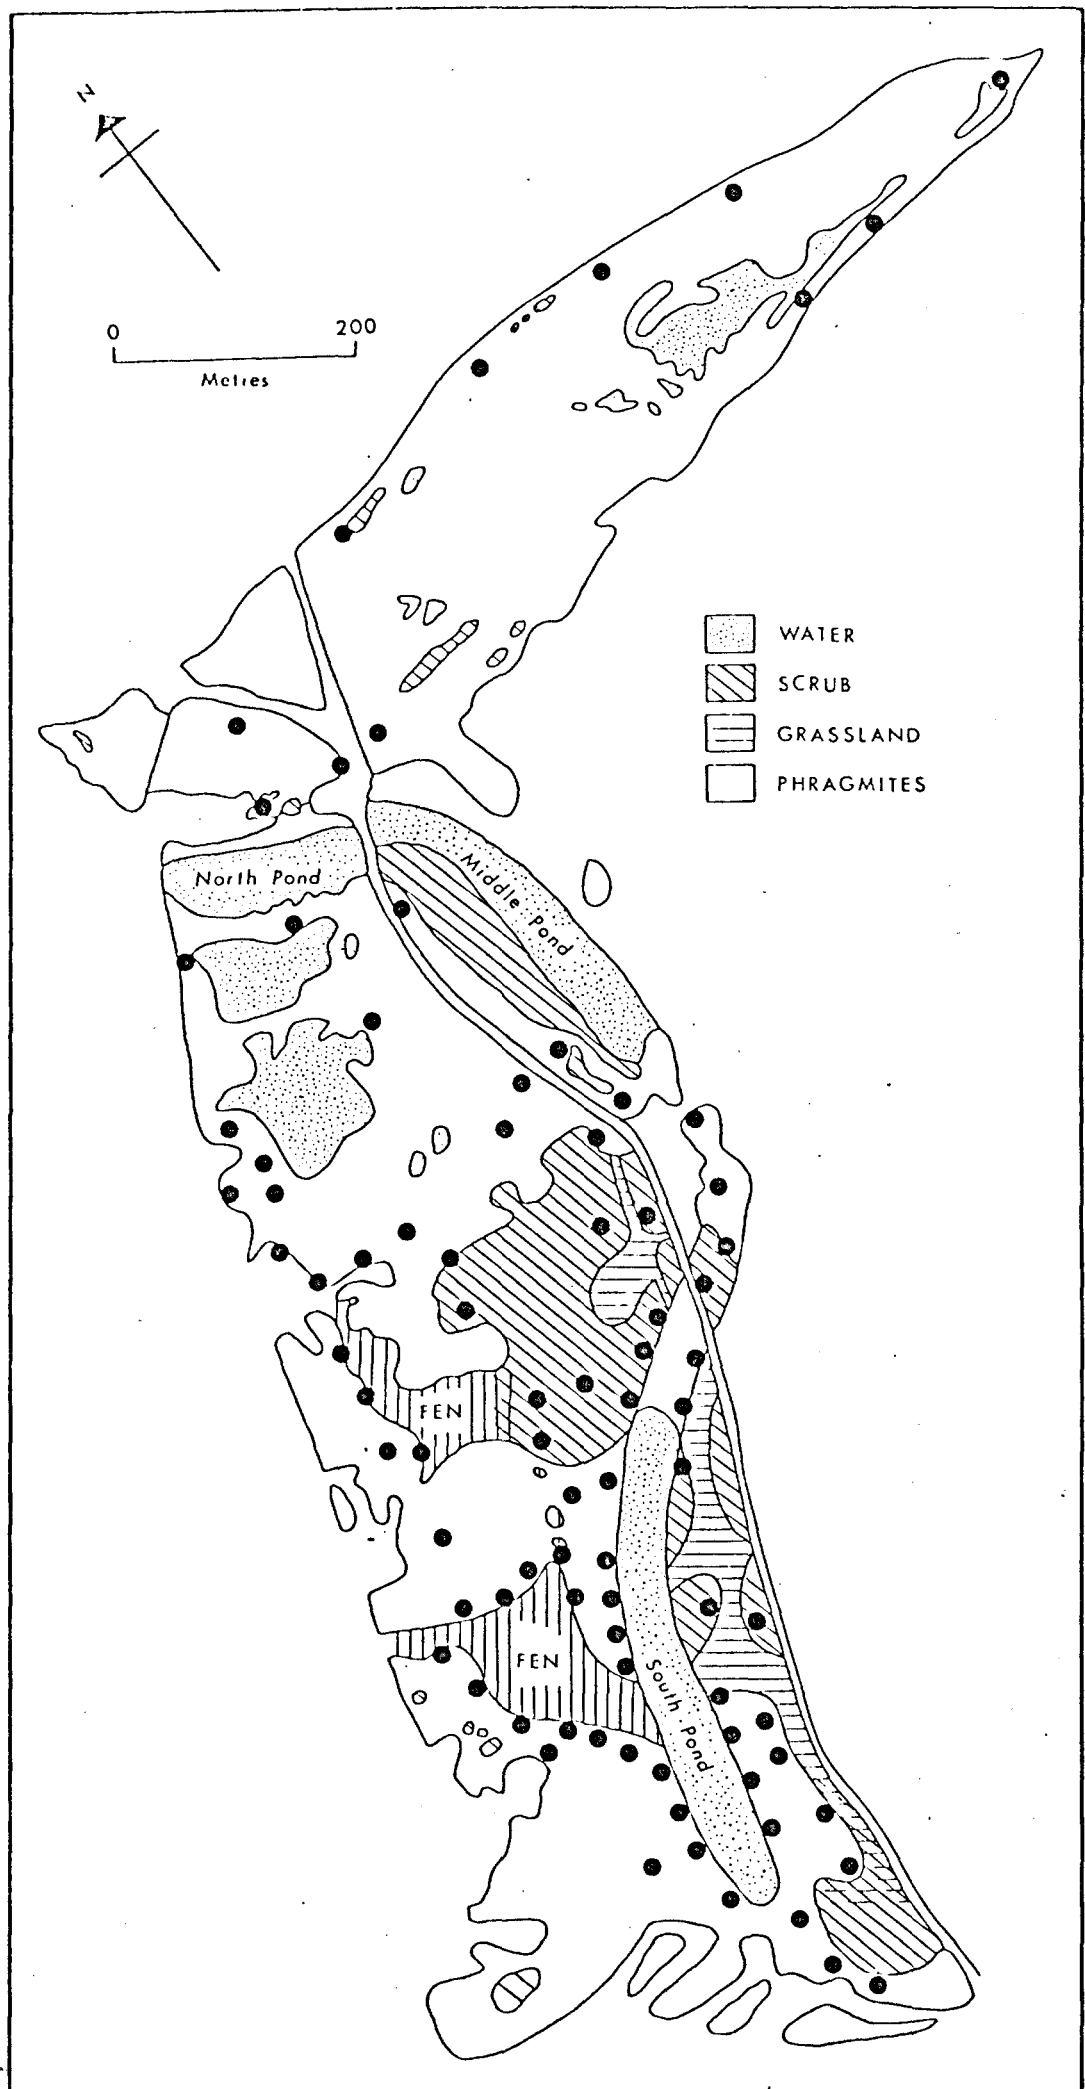 N
0 200
Metres
WATER
SCRUB
GRASSLAND
PHRAGMITES
North Pond
Middle Pond
FEN
FEN
South Pond